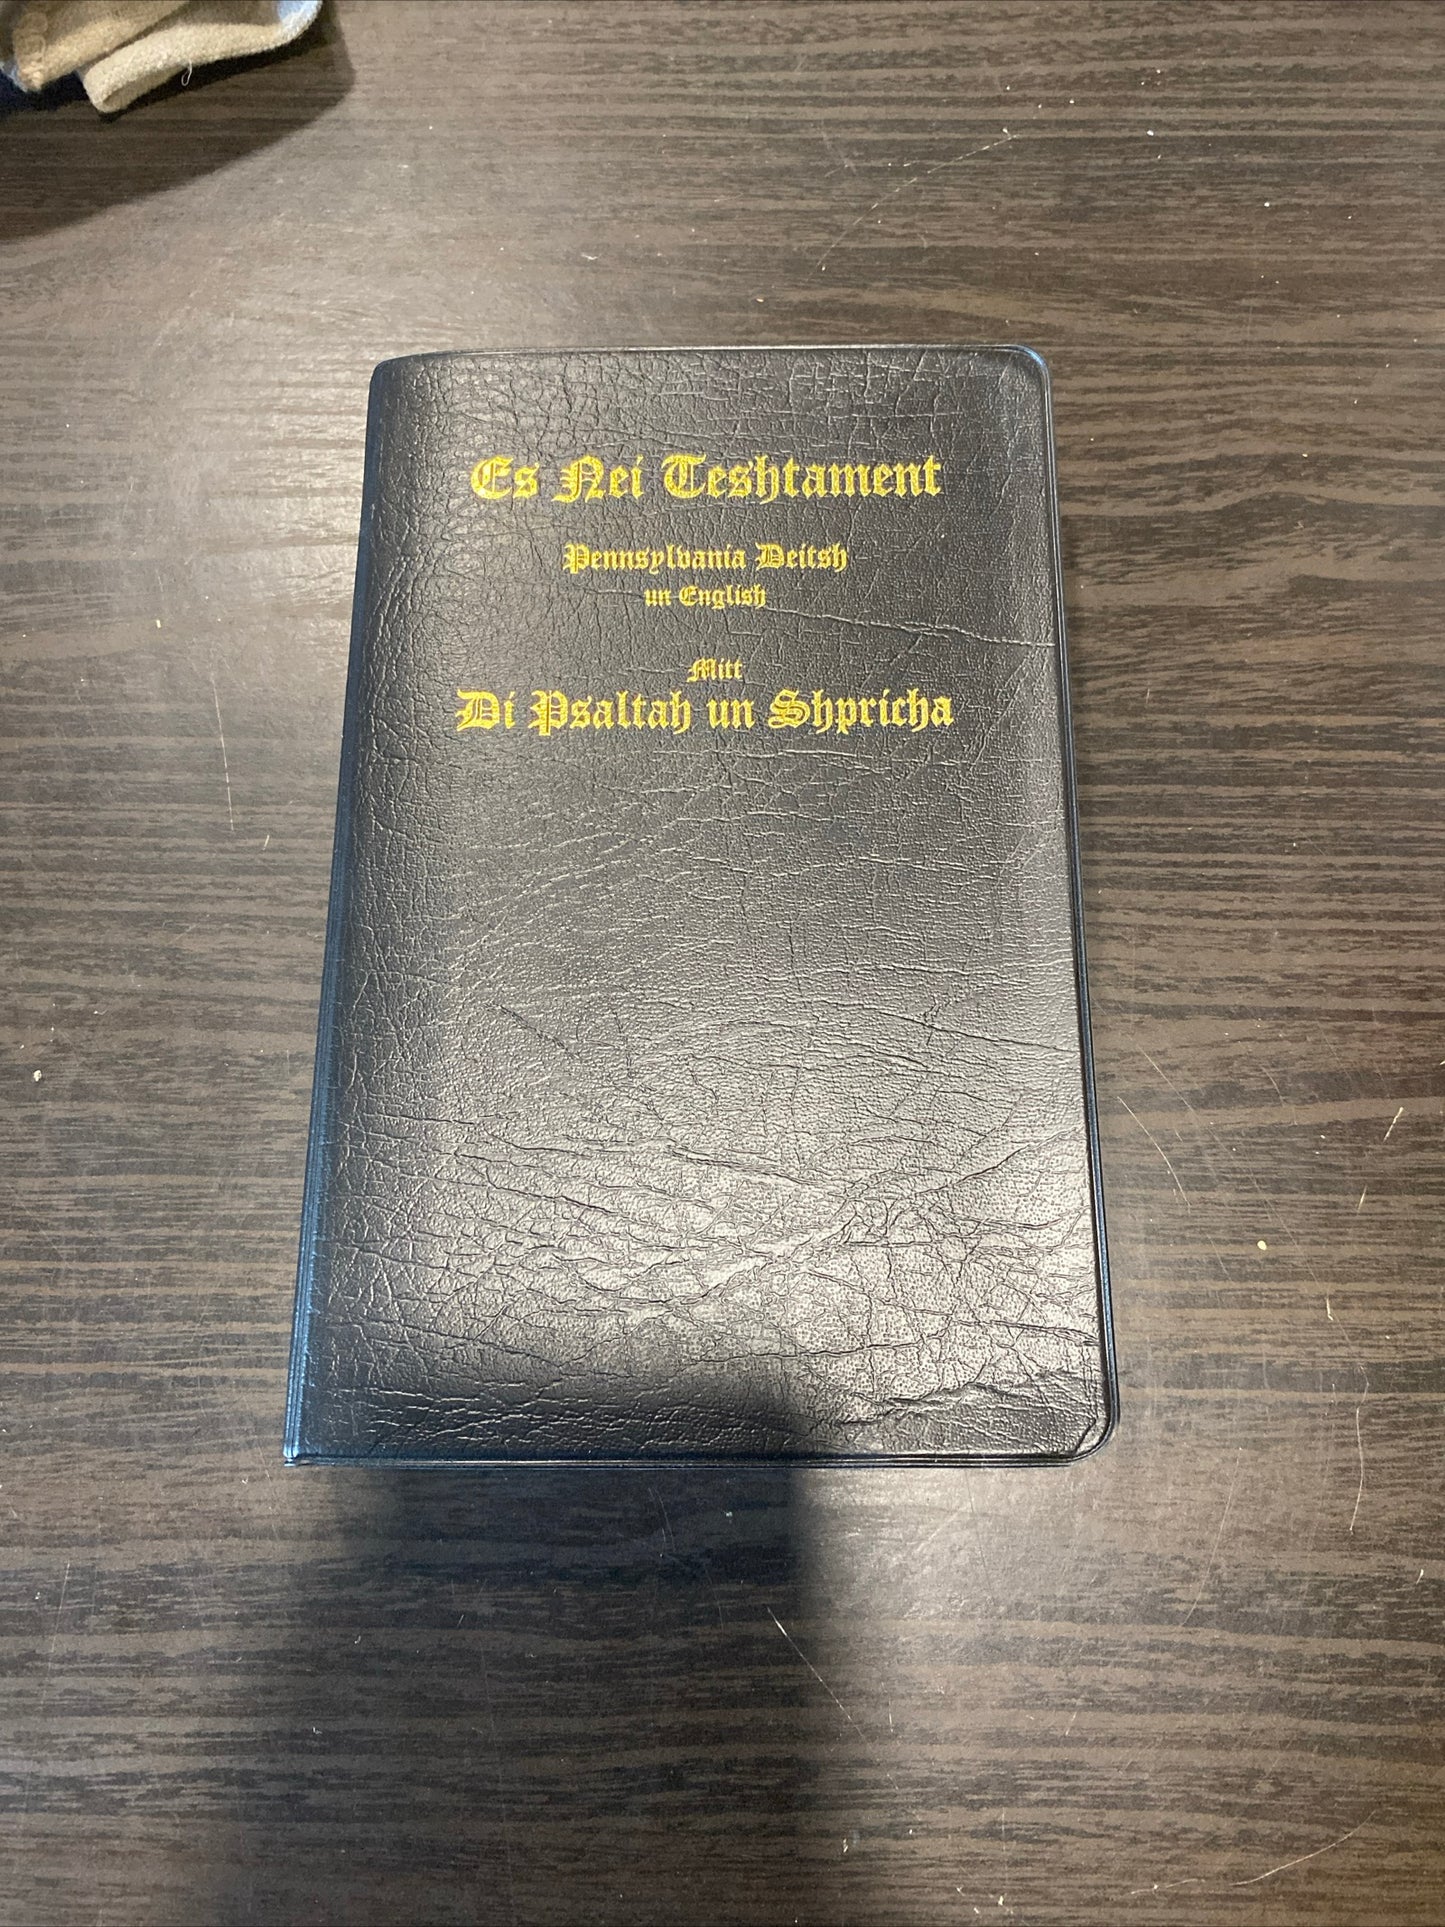 Es Nei Teshtament
Pennsylvania Deitsh
un English
Mitt
Di Psaltah un Shpricha